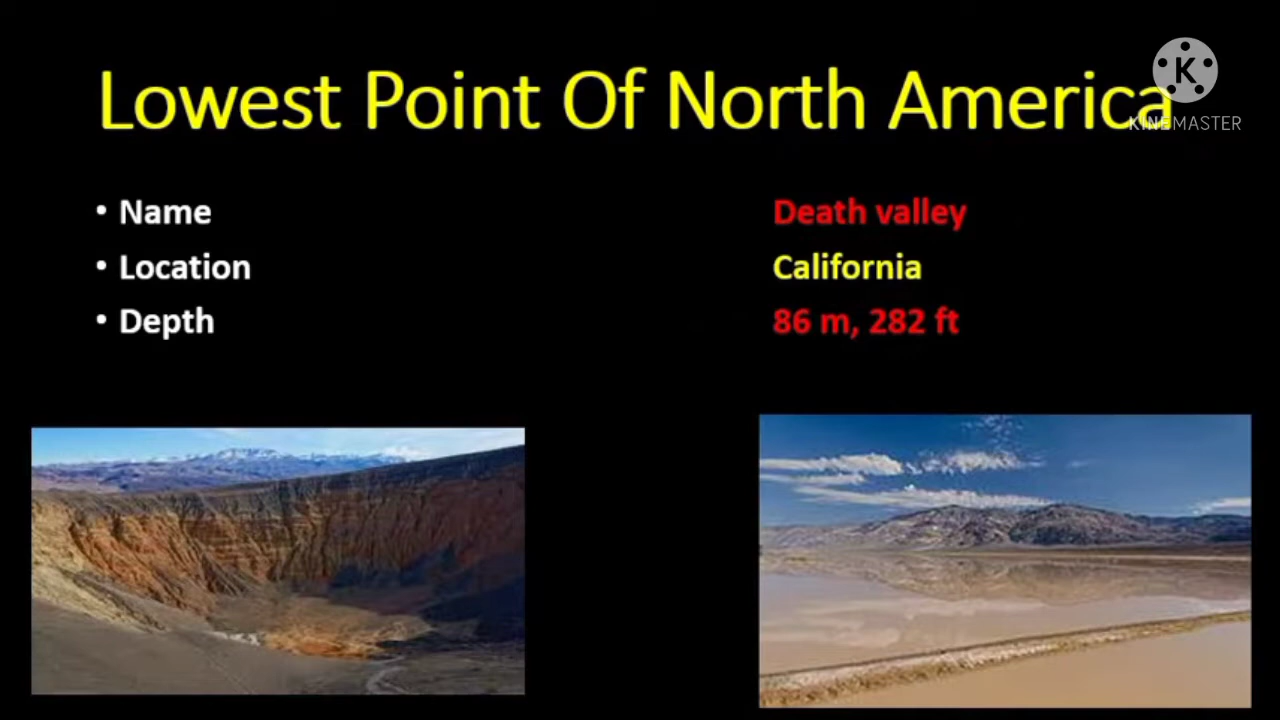 Lowest Point Of North America
K
KINEMASTER
• Name Death valley
• Location California
• Depth 86 m, 282 ft